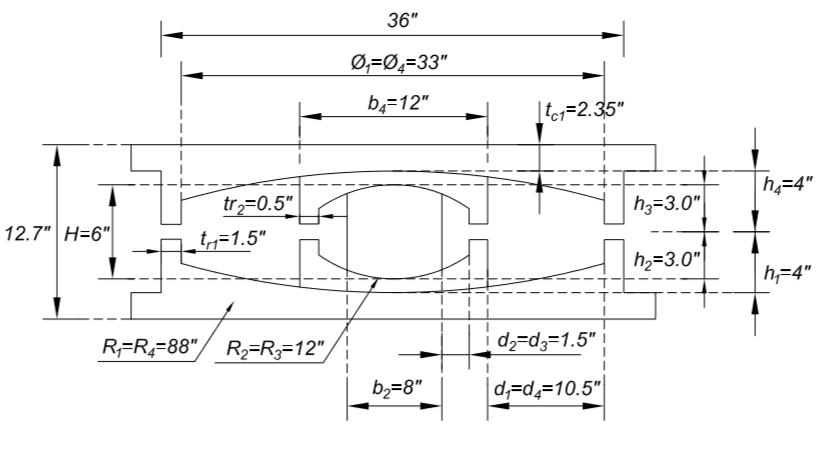 36"
Ø₁=Ø₄=33"
b₄=12"
t_c1=2.35"
h₄=4"
tr₂=0.5"
h₃=3.0"
12.7"
H=6"
t_r1=1.5"
h₂=3.0"
h₁=4"
R₁=R₄=88"
R₂=R₃=12"
d₂=d₃=1.5"
b₂=8"
d₁=d₄=10.5"